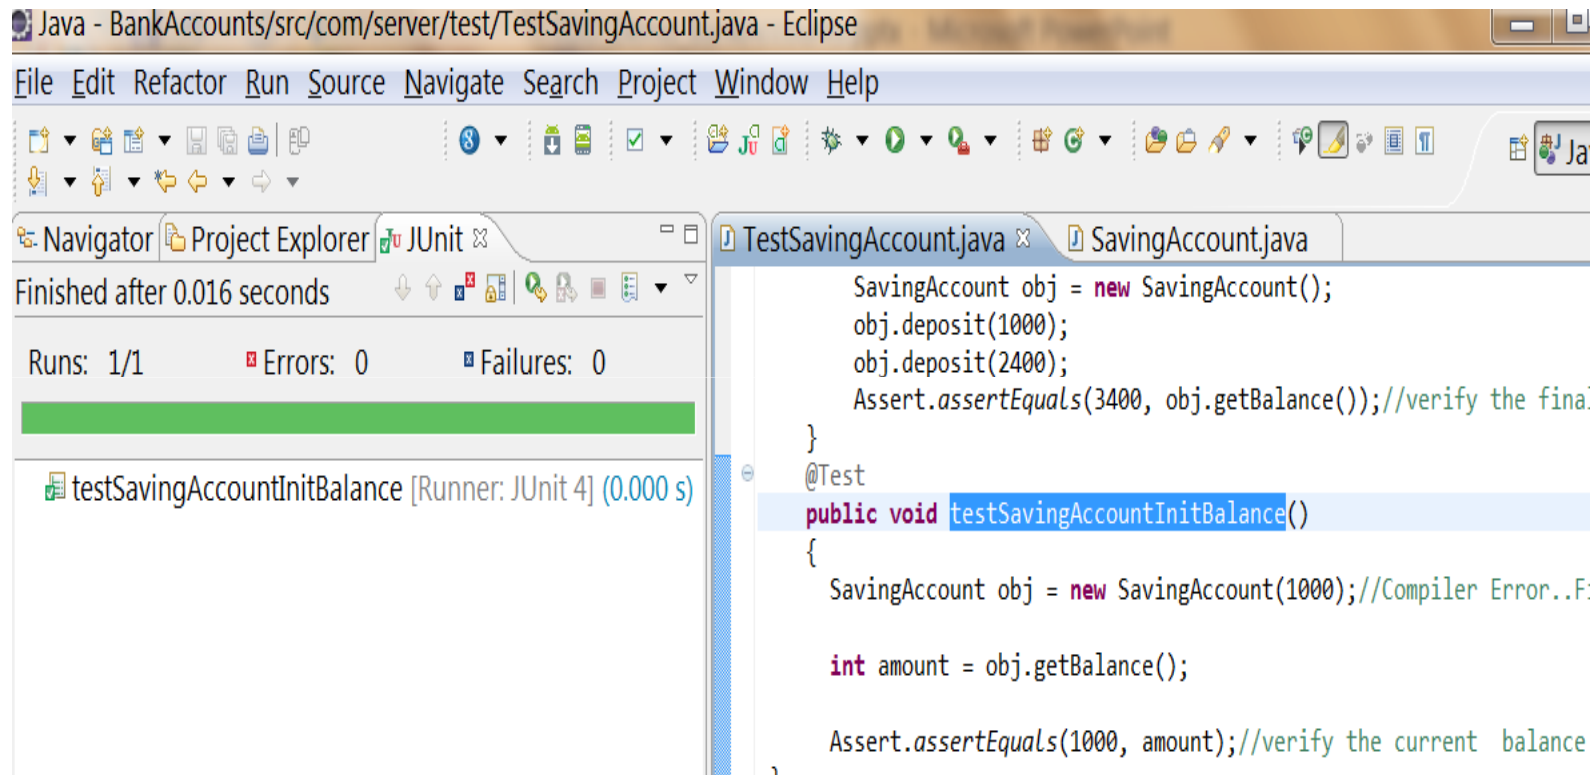 Java - BankAccounts/src/com/server/test/TestSavingAccount.java - Eclipse
File Edit Refactor Run Source Navigate Search Project Window Help
Navigator Project Explorer JUnit
Finished after 0.016 seconds
Runs: 1/1 Errors: 0 Failures: 0
testSavingAccountInitBalance [Runner: JUnit 4] (0.000 s)
TestSavingAccount.java SavingAccount.java
SavingAccount obj = new SavingAccount();
obj.deposit(1000);
obj.deposit(2400);
Assert.assertEquals(3400, obj.getBalance());//verify the final
}
@Test
public void testSavingAccountInitBalance()
{
SavingAccount obj = new SavingAccount(1000);//Compiler Error..Fi
int amount = obj.getBalance();
Assert.assertEquals(1000, amount);//verify the current balance
}